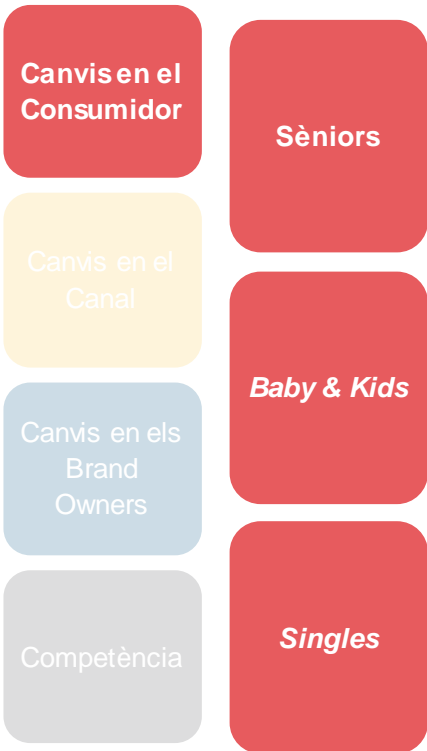 Canvis en el
Consumidor
Canvis en el
Canal
Canvis en els
Brand
Owners
Competència
Sèniors
Baby & Kids
Singles